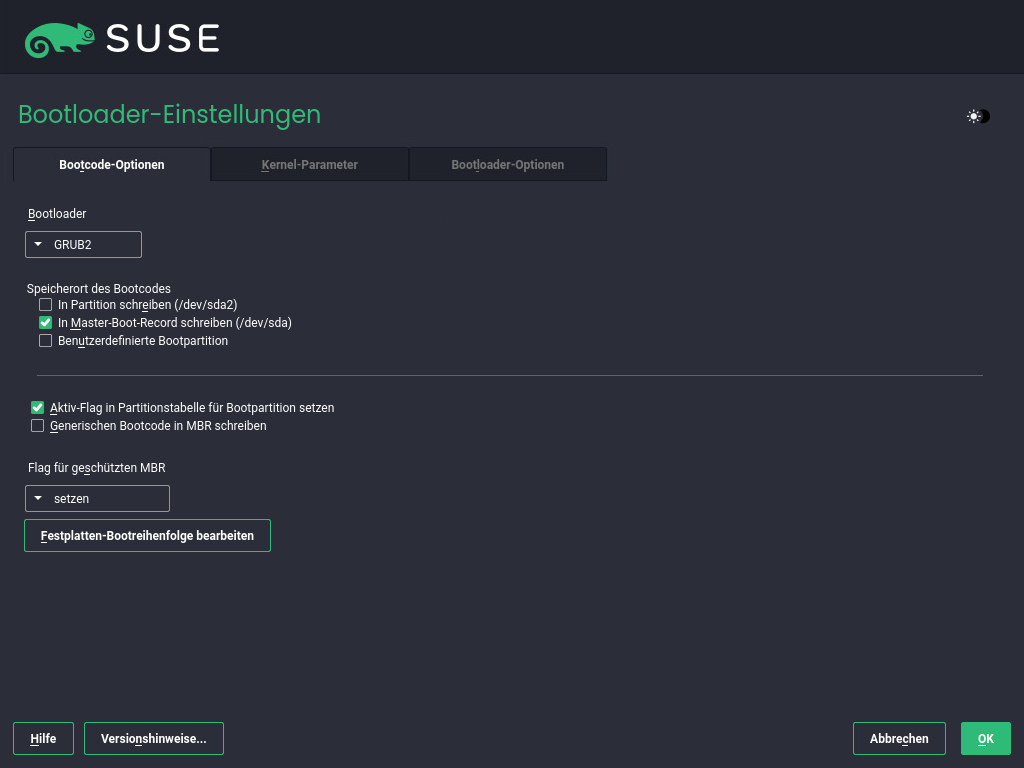 SUSE
Bootloader-Einstellungen
Bootcode-Optionen Kernel-Parameter Bootloader-Optionen
Bootloader
GRUB2
Speicherort des Bootcodes
In Partition schreiben (/dev/sda2)
In Master-Boot-Record schreiben (/dev/sda)
Benutzerdefinierte Bootpartition
Aktiv-Flag in Partitionstabelle für Bootpartition setzen
Generischen Bootcode in MBR schreiben
Flag für geschützten MBR
setzen
Festplatten-Bootreihenfolge bearbeiten
Hilfe Versionshinweise... Abbrechen OK